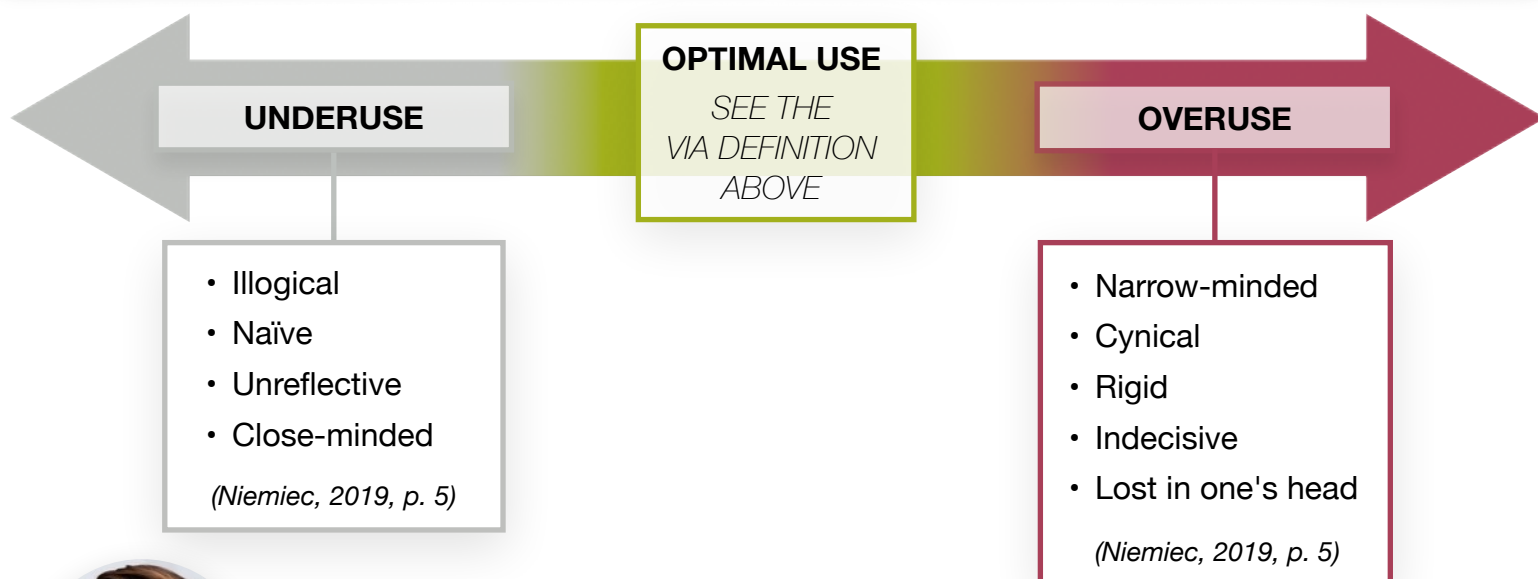 OPTIMAL USE
SEE THE
VIA DEFINITION
ABOVE
UNDERUSE
OVERUSE
• Illogical
• Naïve
• Unreflective
• Close-minded
(Niemiec, 2019, p. 5)
• Narrow-minded
• Cynical
• Rigid
• Indecisive
• Lost in one's head
(Niemiec, 2019, p. 5)